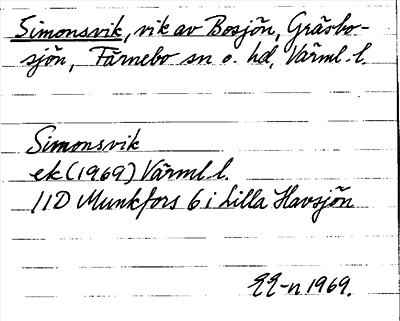 Simonsvik, vik av Bosjön, Gräsbo-
sjön, Färnebo sn o. hd, Värml. l.
Simonsvik
ek (1969) Värml l.
11D Munkfors 6 i Lilla Havsjön
EE-n 1969.